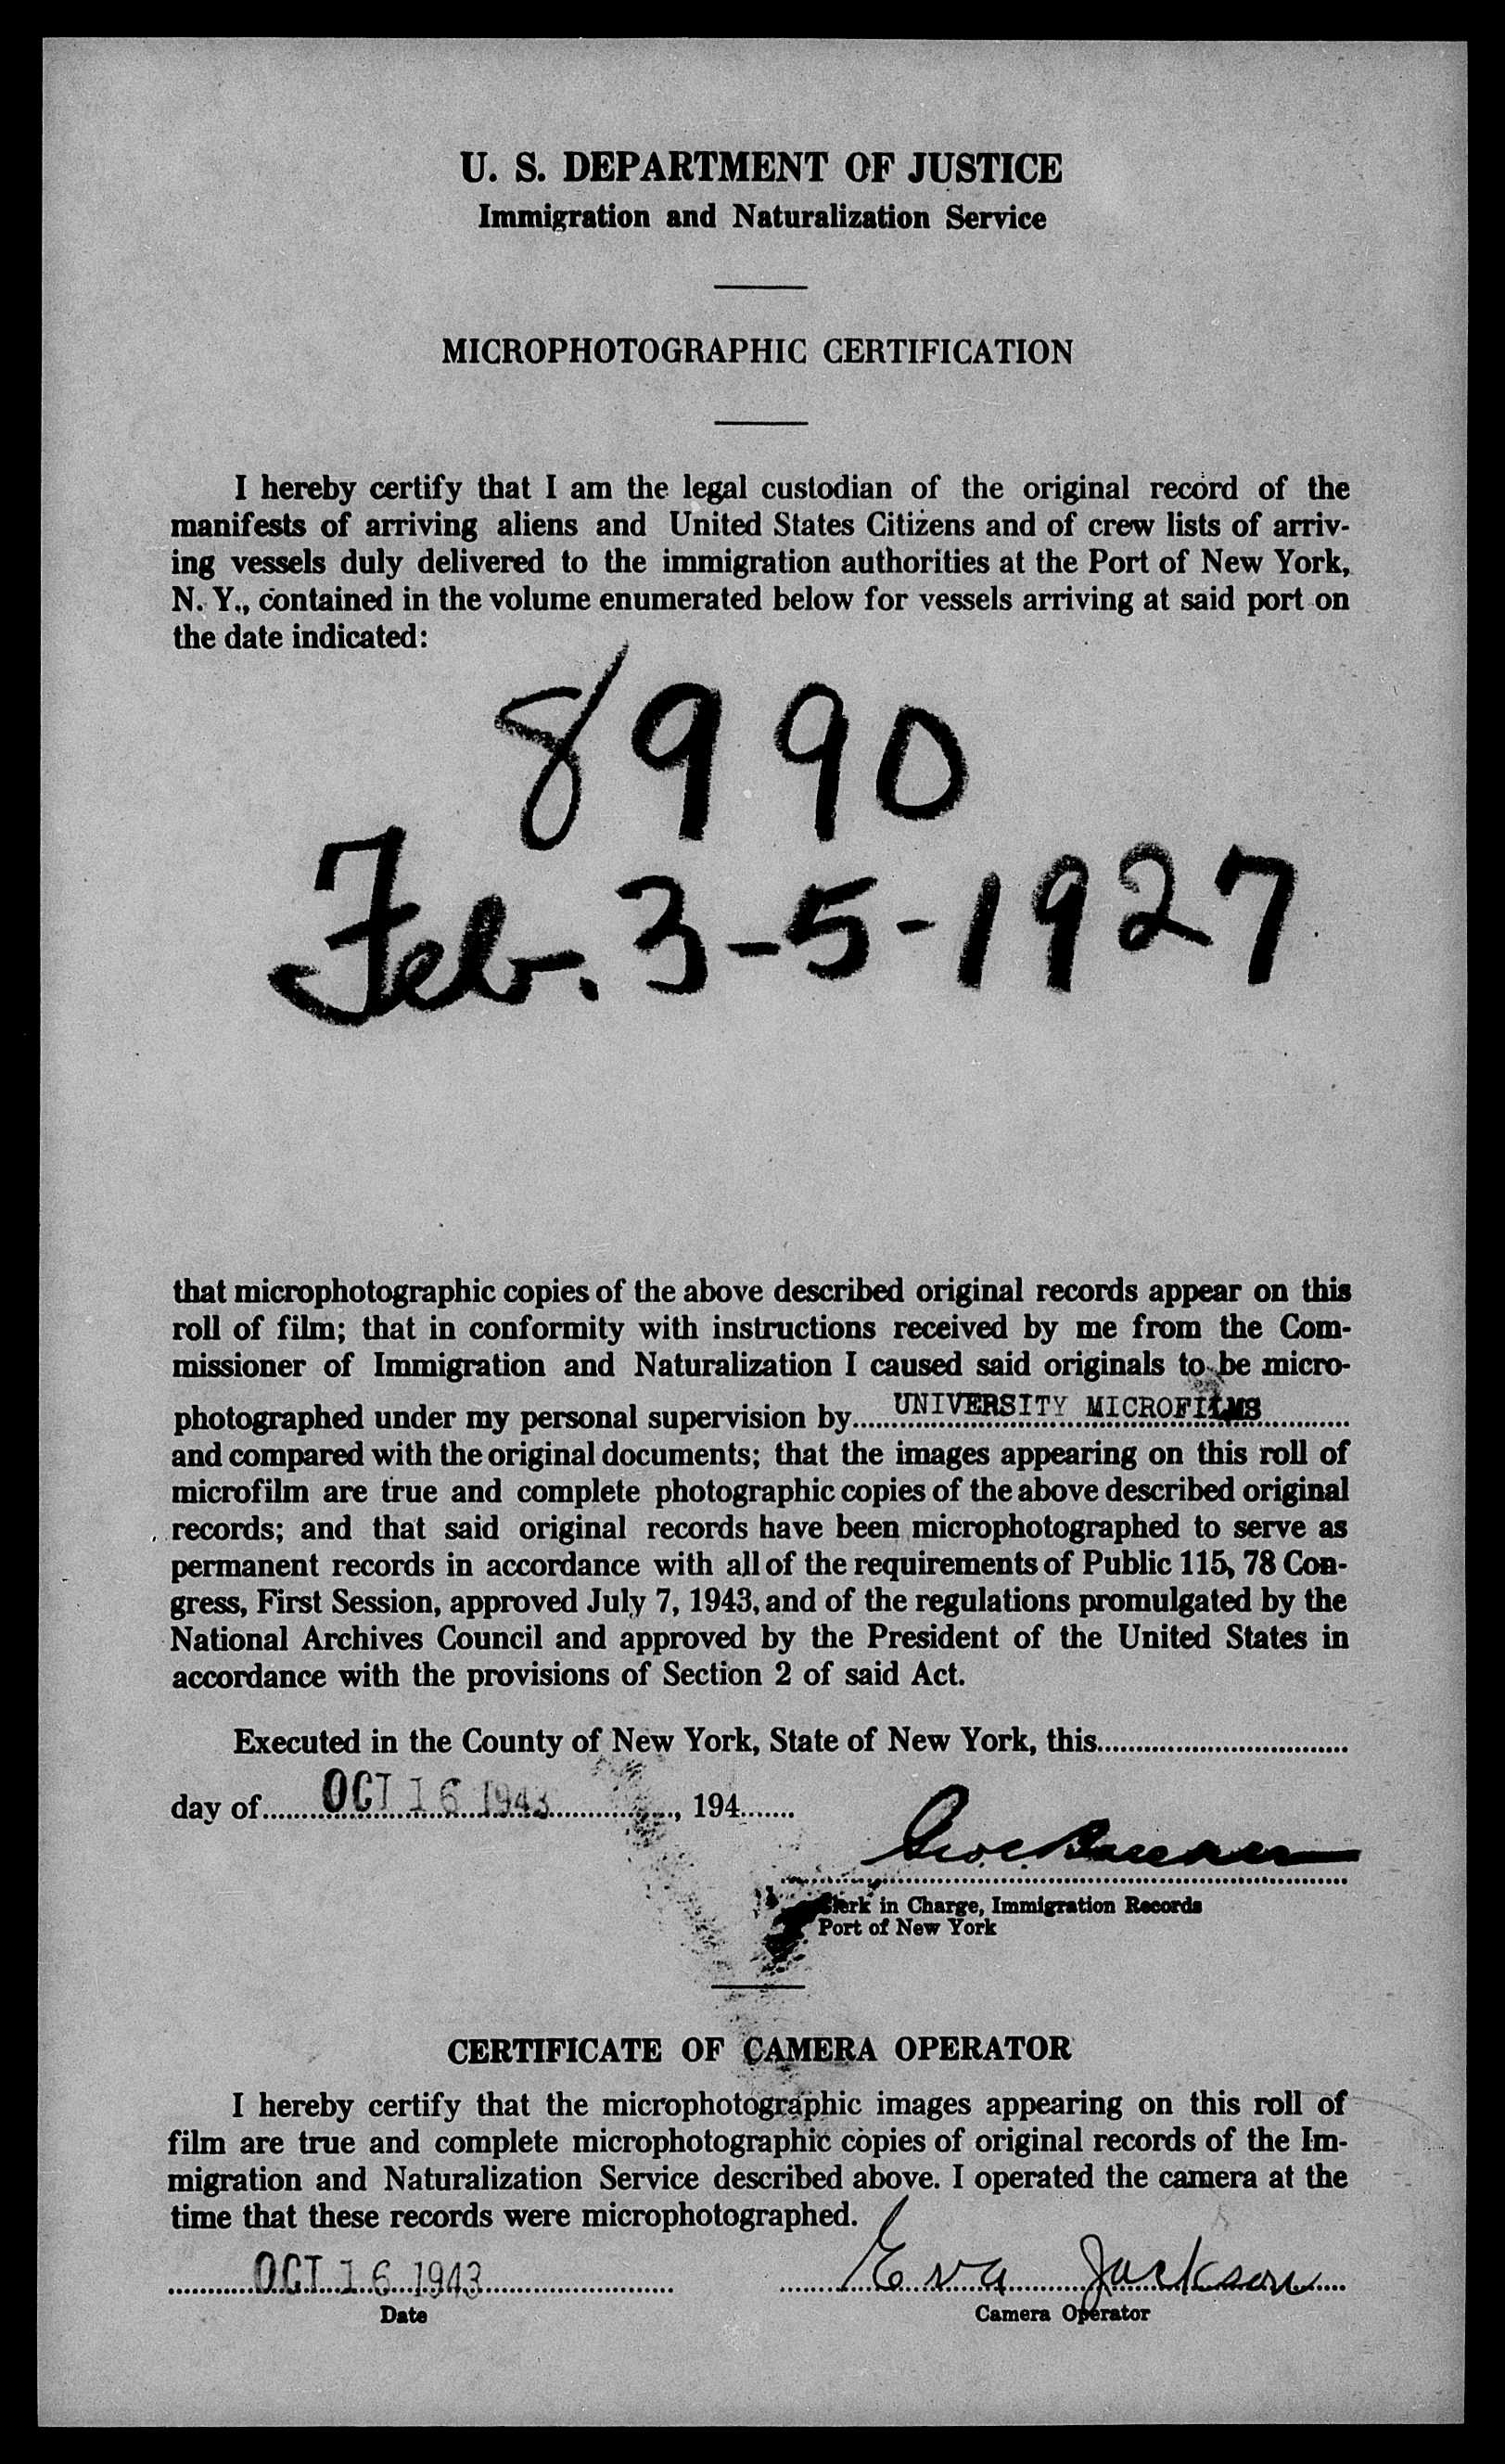 U. S. DEPARTMENT OF JUSTICE
Immigration and Naturalization Service
MICROPHOTOGRAPHIC CERTIFICATION
I hereby certify that I am the legal custodian of the original record of the
manifests of arriving aliens and United States Citizens and of crew lists of arriv-
ing vessels duly delivered to the immigration authorities at the Port of New York,
N. Y., contained in the volume enumerated below for vessels arriving at said port on
the date indicated:
8990
Feb. 3-5-1927
that microphotographic copies of the above described original records appear on this
roll of film; that in conformity with instructions received by me from the Com-
missioner of Immigration and Naturalization I caused said originals to be micro-
photographed under my personal supervision by UNIVERSITY MICROFILMS
and compared with the original documents; that the images appearing on this roll of
microfilm are true and complete photographic copies of the above described original
records; and that said original records have been microphotographed to serve as
permanent records in accordance with all of the requirements of Public 115, 78 Con-
gress, First Session, approved July 7, 1943, and of the regulations promulgated by the
National Archives Council and approved by the President of the United States in
accordance with the provisions of Section 2 of said Act.
Executed in the County of New York, State of New York, this
day of OCT 16 1943, 194
Clerk in Charge, Immigration Records
Port of New York
CERTIFICATE OF CAMERA OPERATOR
I hereby certify that the microphotographic images appearing on this roll of
film are true and complete microphotographic copies of original records of the Im-
migration and Naturalization Service described above. I operated the camera at the
time that these records were microphotographed.
OCT 16 1943 Eva Jackson
Date Camera Operator